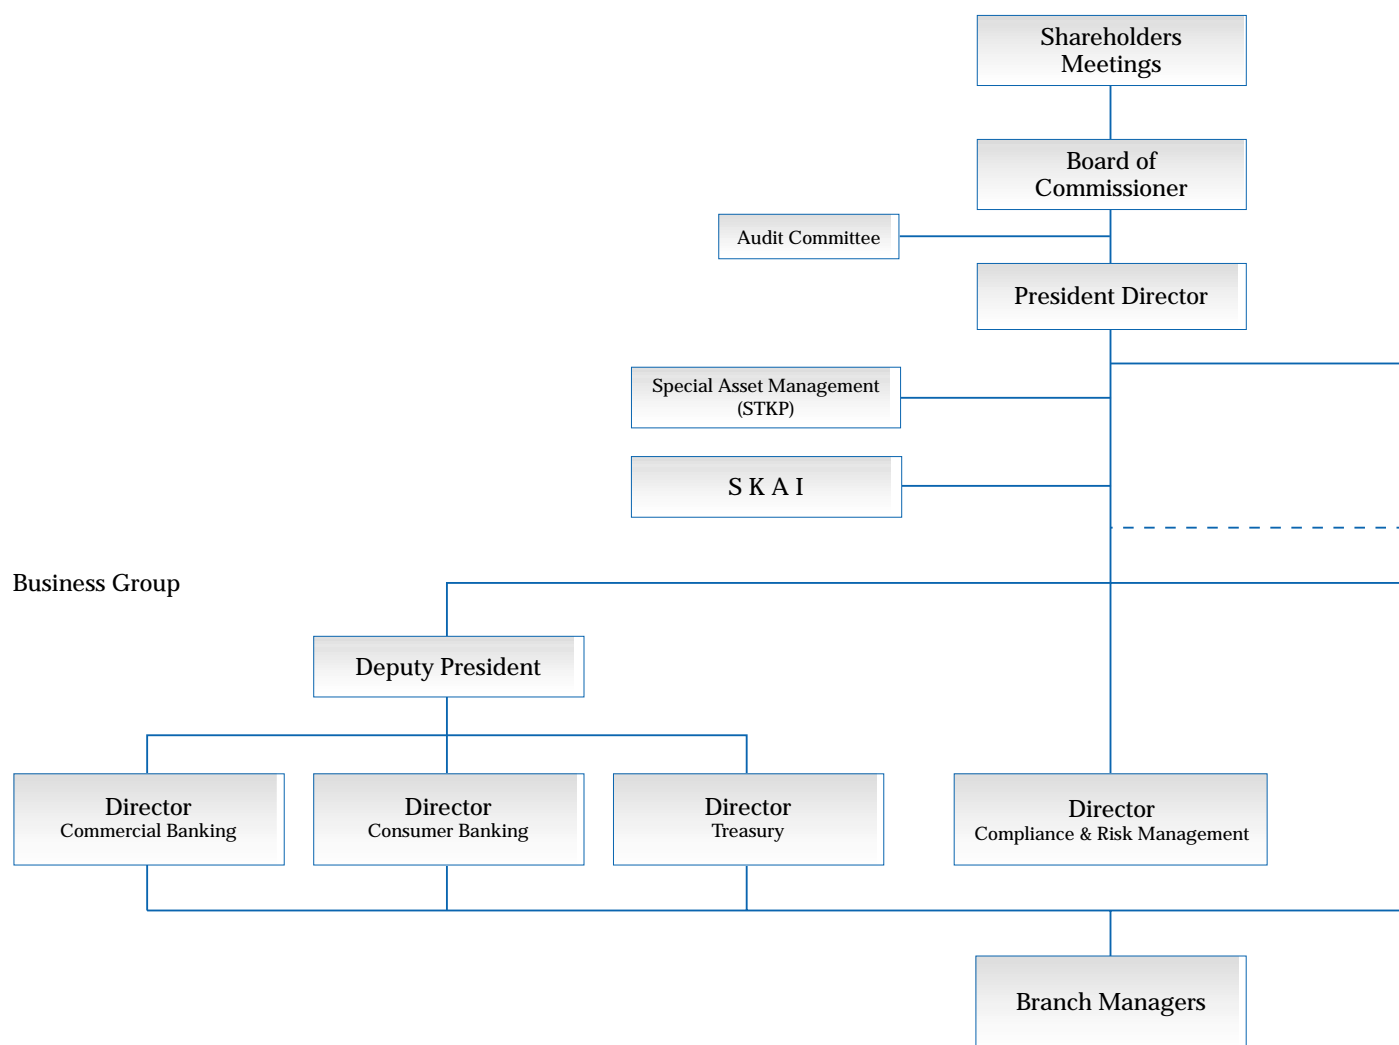 Shareholders
Meetings
Board of
Commissioner
Audit Committee
President Director
Special Asset Management
(STKP)
S K A I
Business Group
Deputy President
Director
Commercial Banking
Director
Consumer Banking
Director
Treasury
Director
Compliance & Risk Management
Branch Managers